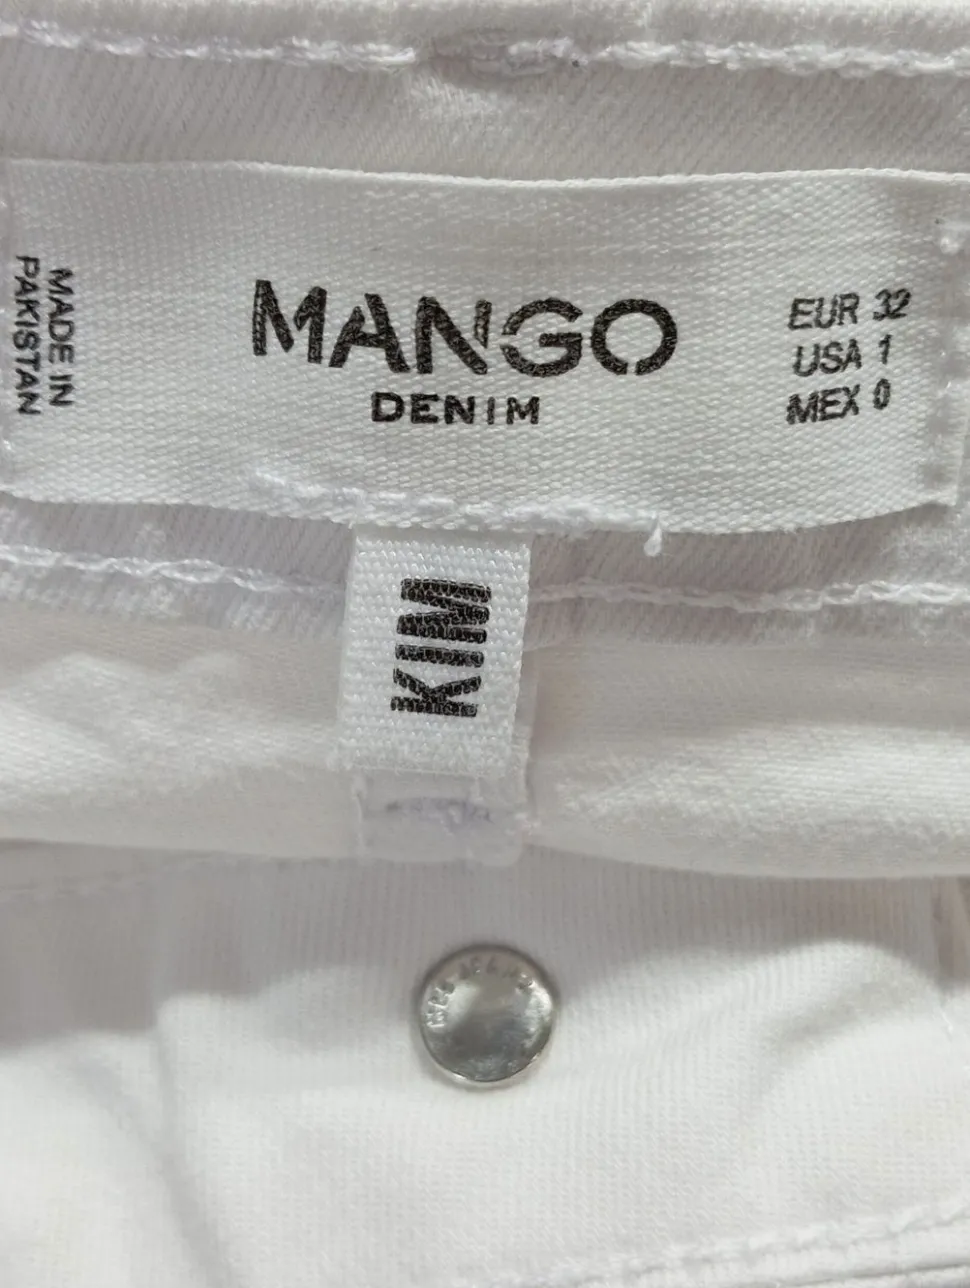 MADE IN
PAKISTAN
MANGO
DENIM
EUR 32
USA 1
MEX 0
KIM